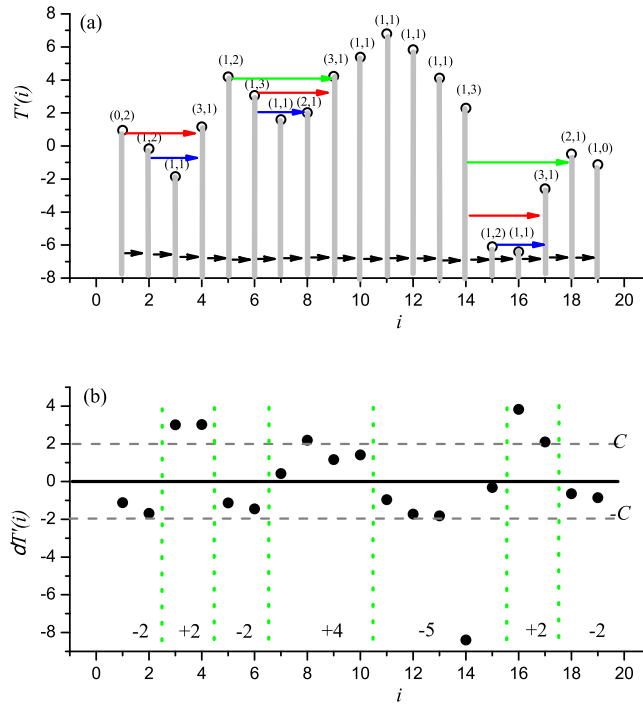 (a)
T'(i)
8
6
4
2
0
-2
-4
-6
-8
(0,2) (1,2) (1,1) (3,1) (1,2) (1,3) (1,1) (2,1) (3,1) (1,1) (1,1) (1,1) (1,1) (1,3) (1,2) (1,1) (3,1) (2,1) (1,0)
0 2 4 6 8 10 12 14 16 18 20
i
(b)
dT'(i)
4
2
0
-2
-4
-6
-8
C
-C
-2 +2 -2 +4 -5 +2 -2
0 2 4 6 8 10 12 14 16 18 20
i